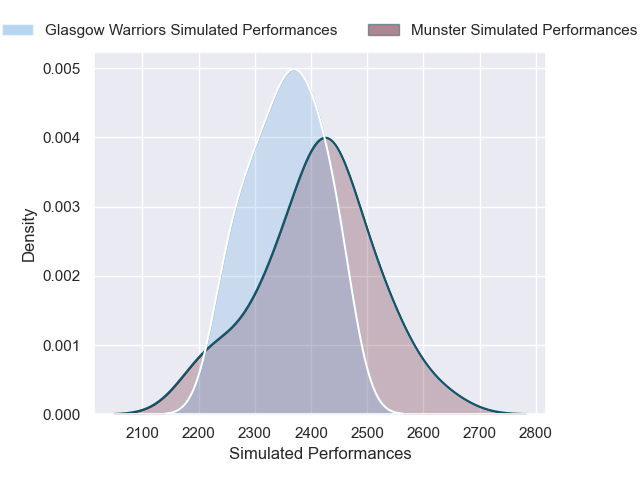 Glasgow Warriors Simulated Performances Munster Simulated Performances
0.005
0.004
0.003
0.002
0.001
0.000
Density
2100 2200 2300 2400 2500 2600 2700 2800
Simulated Performances